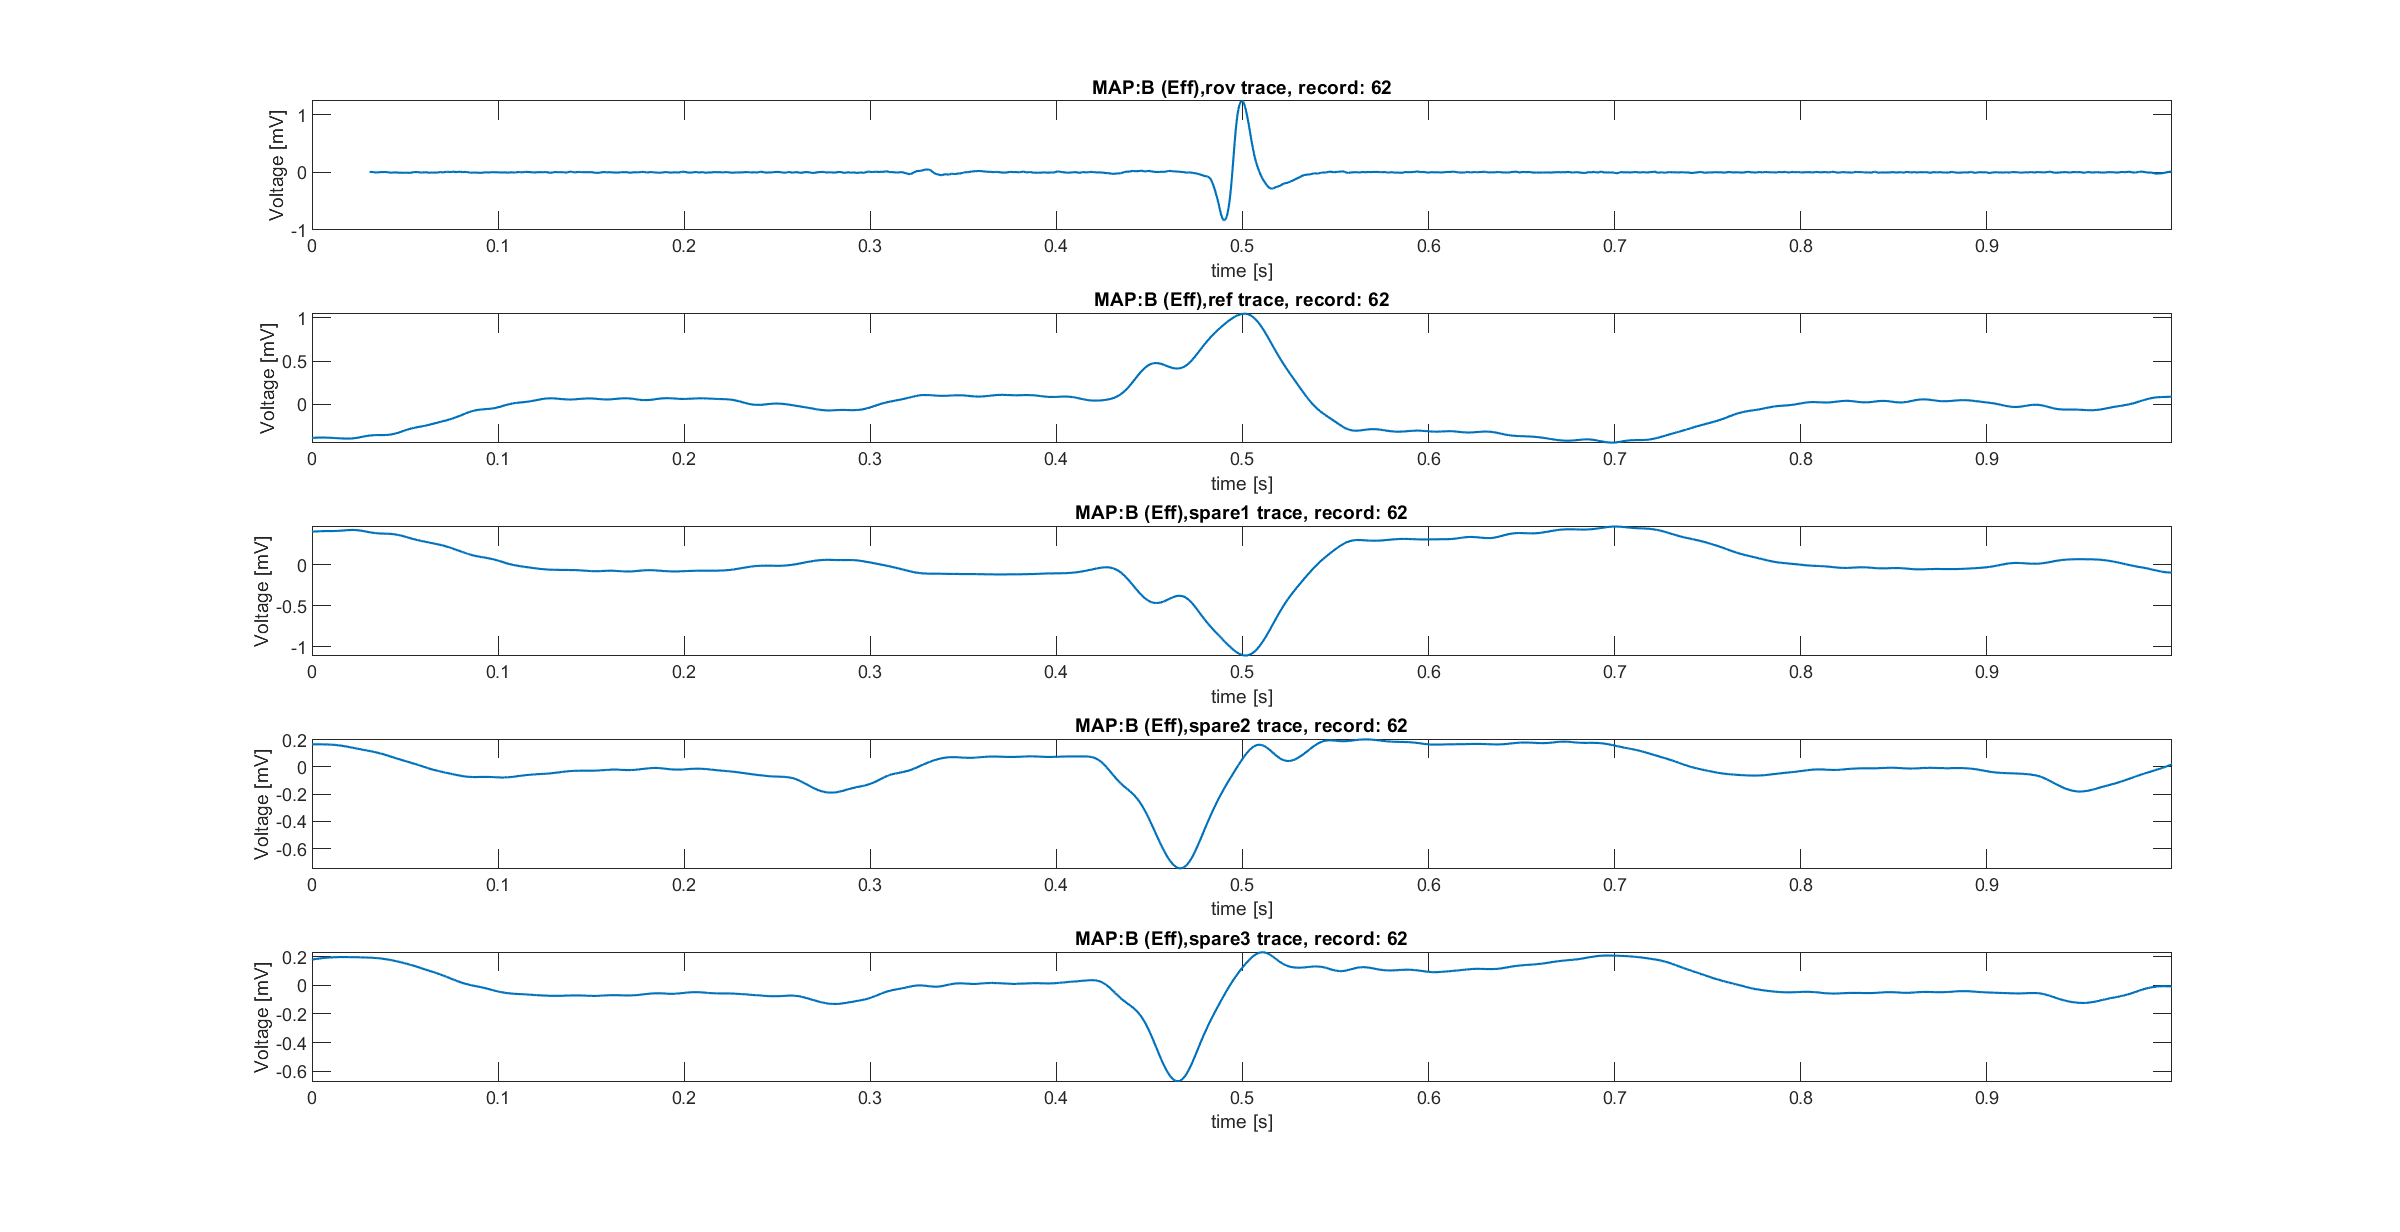 MAP:B (Eff),rov trace, record: 62
Voltage [mV]
1
0
-1
0 0.1 0.2 0.3 0.4 0.5 0.6 0.7 0.8 0.9
time [s]
MAP:B (Eff),ref trace, record: 62
Voltage [mV]
1
0.5
0
0 0.1 0.2 0.3 0.4 0.5 0.6 0.7 0.8 0.9
time [s]
MAP:B (Eff),spare1 trace, record: 62
Voltage [mV]
0
-0.5
-1
0 0.1 0.2 0.3 0.4 0.5 0.6 0.7 0.8 0.9
time [s]
MAP:B (Eff),spare2 trace, record: 62
Voltage [mV]
0.2
0
-0.2
-0.4
-0.6
0 0.1 0.2 0.3 0.4 0.5 0.6 0.7 0.8 0.9
time [s]
MAP:B (Eff),spare3 trace, record: 62
Voltage [mV]
0.2
0
-0.2
-0.4
-0.6
0 0.1 0.2 0.3 0.4 0.5 0.6 0.7 0.8 0.9
time [s]